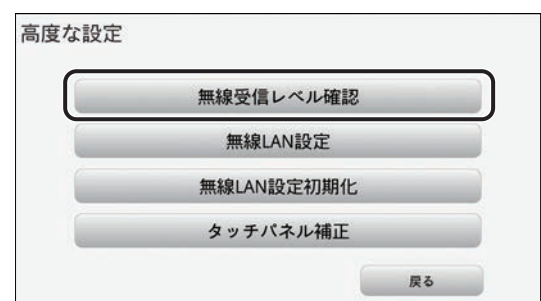 高度な設定
無線受信レベル確認
無線LAN設定
無線LAN設定初期化
タッチパネル補正
戻る